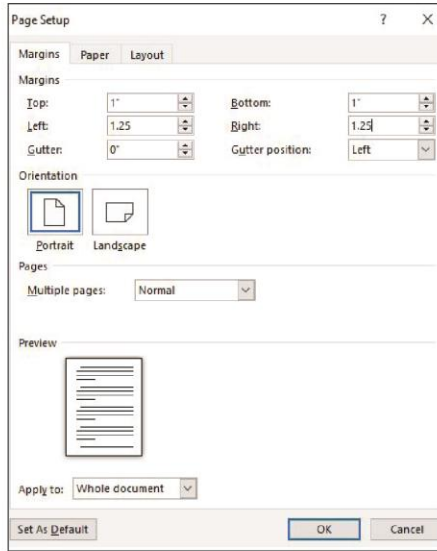 Page Setup ? X
Margins Paper Layout
Margins
Top: 1" Bottom: 1"
Left: 1.25 Right: 1.25
Gutter: 0" Gutter position: Left
Orientation
Portrait Landscape
Pages
Multiple pages: Normal
Preview
Apply to: Whole document
Set As Default OK Cancel